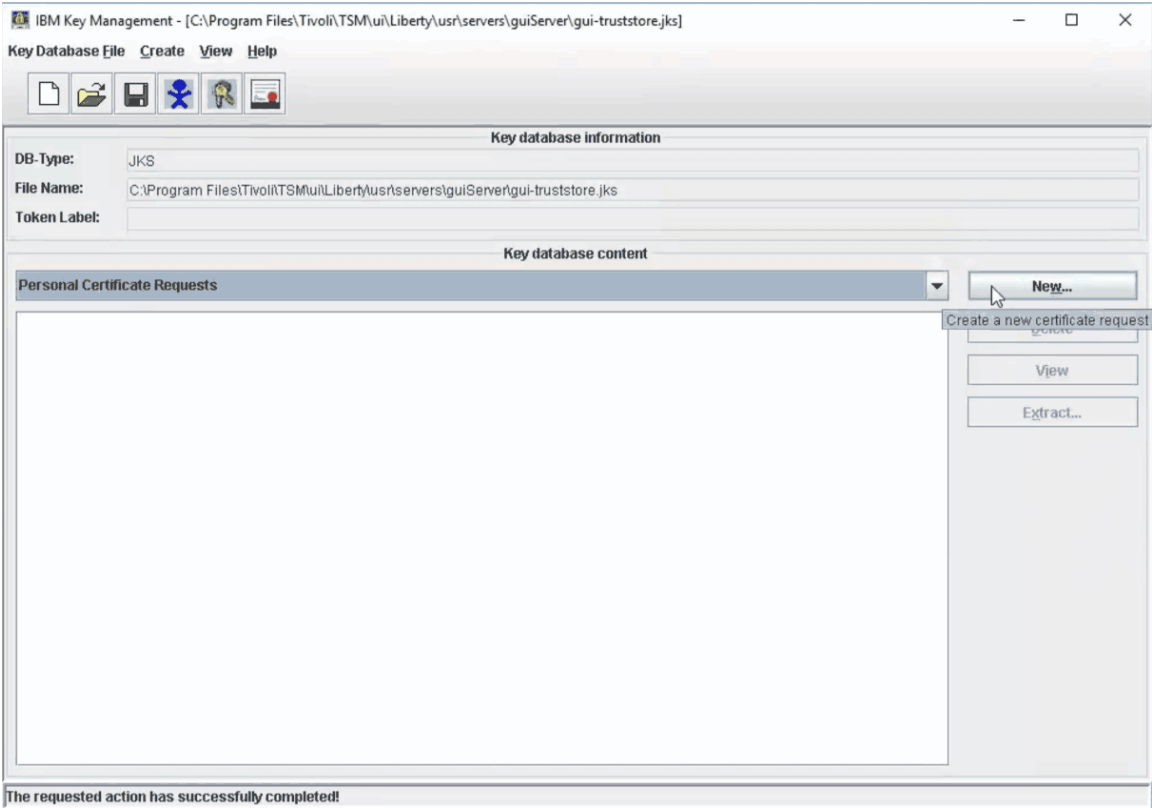 IBM Key Management - [C:\Program Files\Tivoli\TSM\ui\Liberty\usr\servers\guiServer\gui-truststore.jks]
Key Database File Create View Help
Key database information
DB-Type: JKS
File Name: C:\Program Files\Tivoli\TSM\ui\Liberty\usr\servers\guiServer\gui-truststore.jks
Token Label:
Key database content
Personal Certificate Requests New...
Create a new certificate request
Delete
View
Extract...
The requested action has successfully completed!